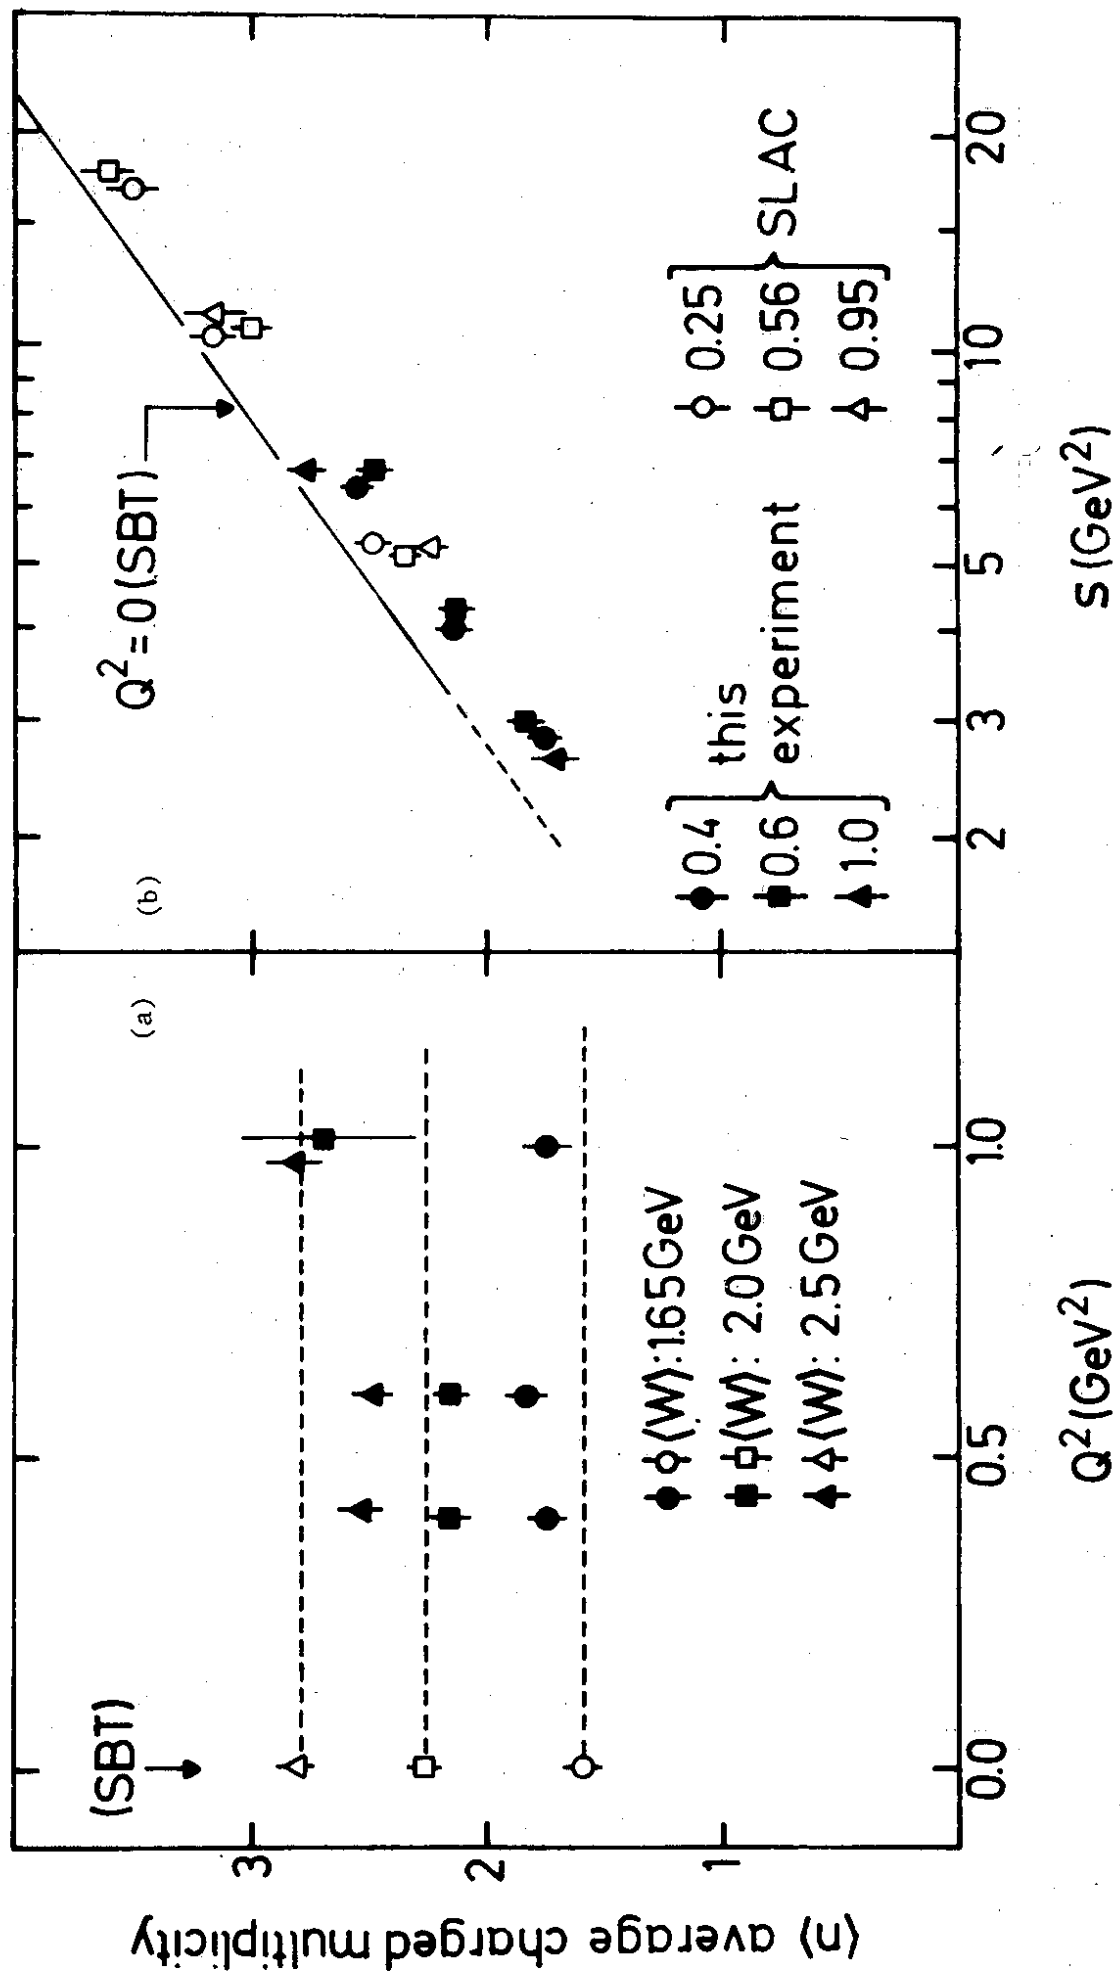 ⟨n⟩ average charged multiplicity
3
2
1
(a)
(SBT)
⟨W⟩: 1.65 GeV
⟨W⟩: 2.0 GeV
⟨W⟩: 2.5 GeV
0.0
0.5
1.0
Q² (GeV²)
(b)
Q² = 0 (SBT)
0.4
0.6
1.0
this
experiment
0.25
0.56
0.95
SLAC
2
3
5
10
20
S (GeV²)